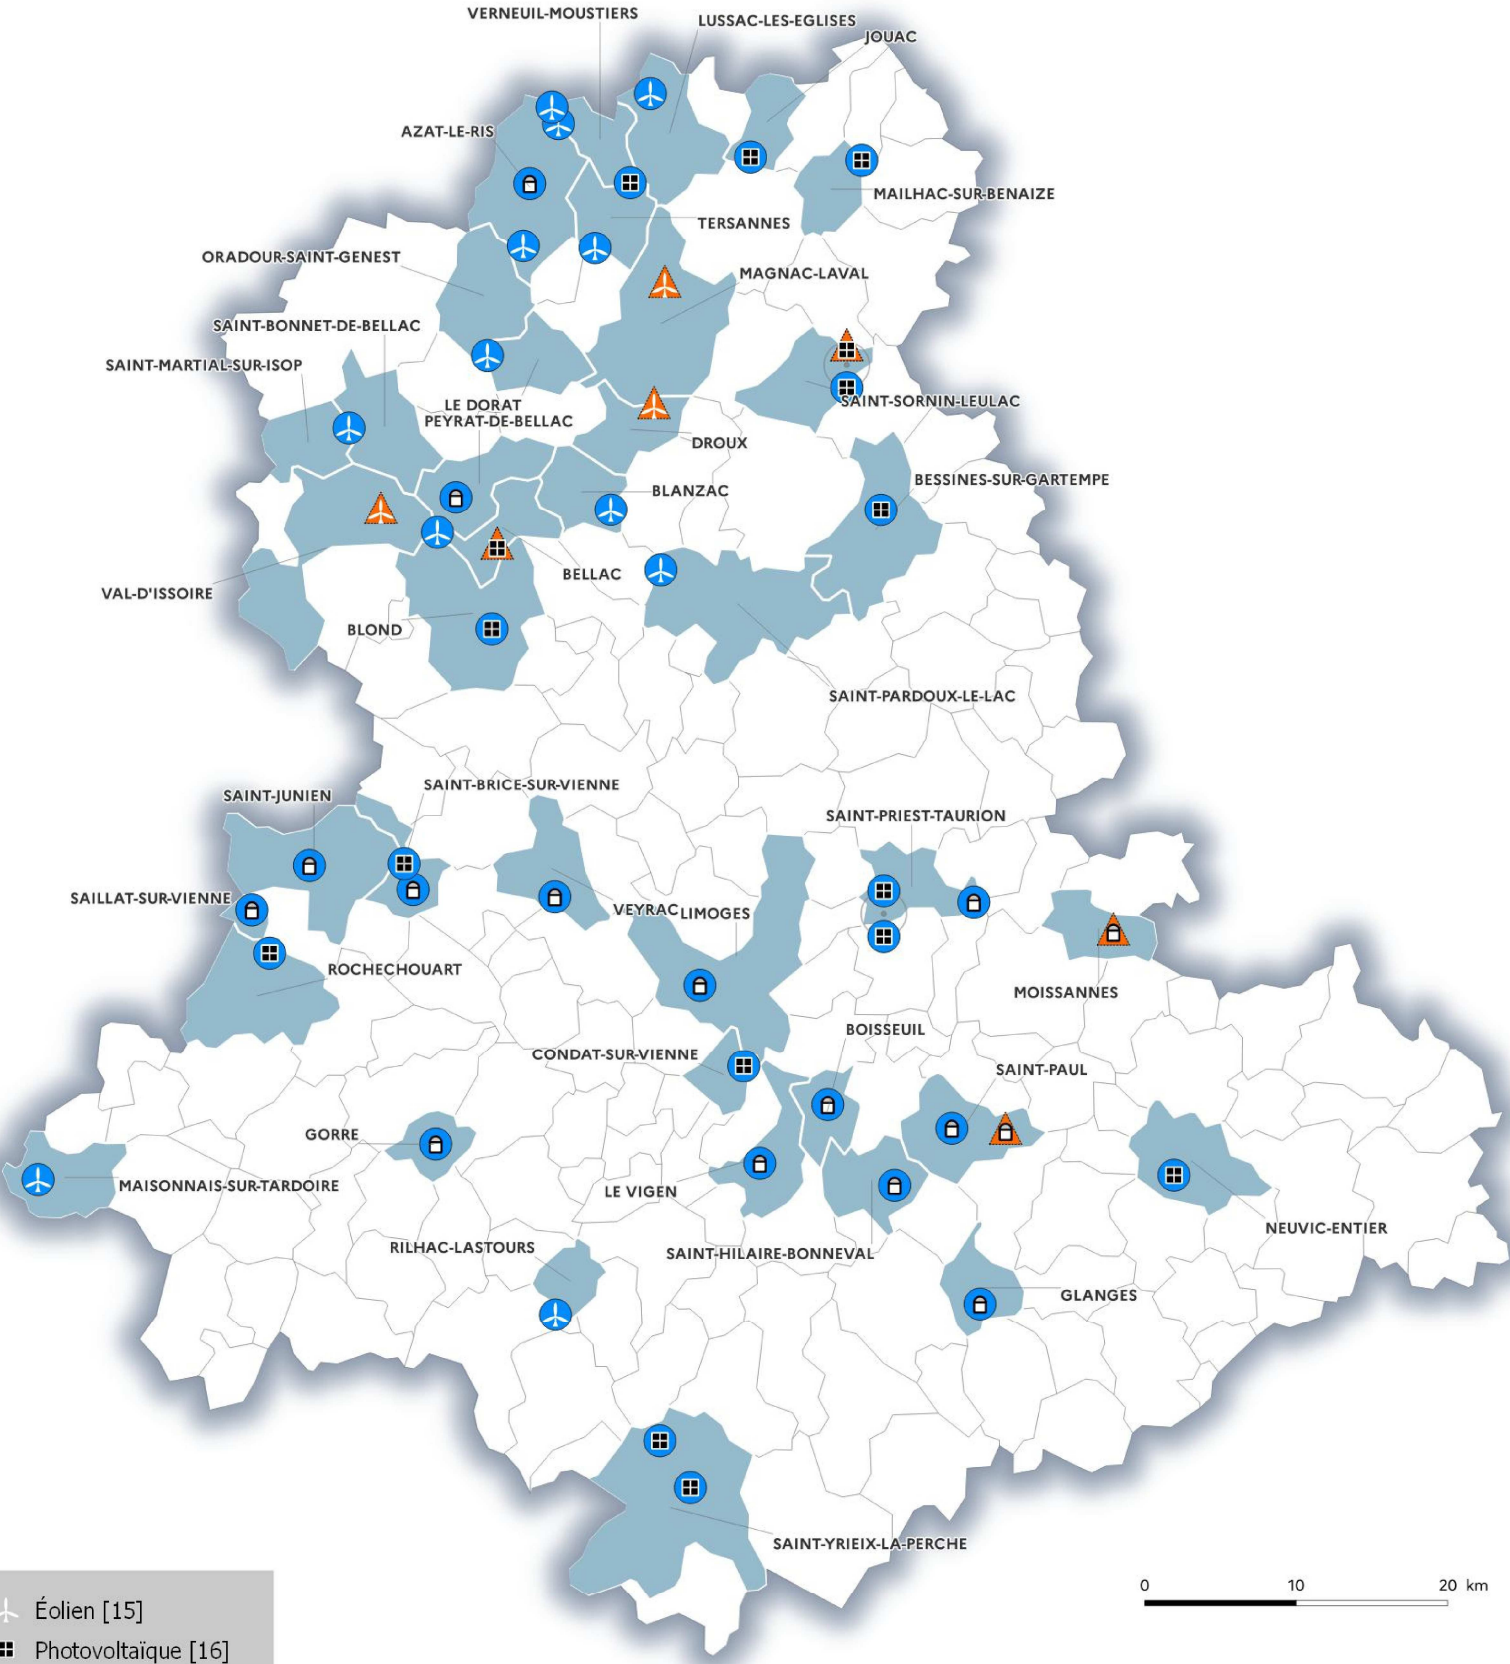 VERNEUIL-MOUSTIERS
LUSSAC-LES-EGLISES
JOUAC
AZAT-LE-RIS
MAILHAC-SUR-BENAIZE
TERSANNES
ORADOUR-SAINT-GENEST
MAGNAC-LAVAL
SAINT-BONNET-DE-BELLAC
SAINT-MARTIAL-SUR-ISOP
SAINT-SORNIN-LEULAC
LE DORAT
PEYRAT-DE-BELLAC
DROUX
BESSINES-SUR-GARTEMPE
BLANZAC
BELLAC
VAL-D'ISSOIRE
BLOND
SAINT-PARDOUX-LE-LAC
SAINT-BRICE-SUR-VIENNE
SAINT-JUNIEN
SAINT-PRIEST-TAURION
SAILLAT-SUR-VIENNE
VEYRAC
LIMOGES
ROCHECHOUART
MOISSANNES
BOISSEUIL
CONDAT-SUR-VIENNE
SAINT-PAUL
GORRE
MAISONNAIS-SUR-TARDOIRE
LE VIGEN
NEUVIC-ENTIER
RILHAC-LASTOURS
SAINT-HILAIRE-BONNEVAL
GLANGES
SAINT-YRIEIX-LA-PERCHE
0 10 20 km
Éolien [15]
Photovoltaïque [16]